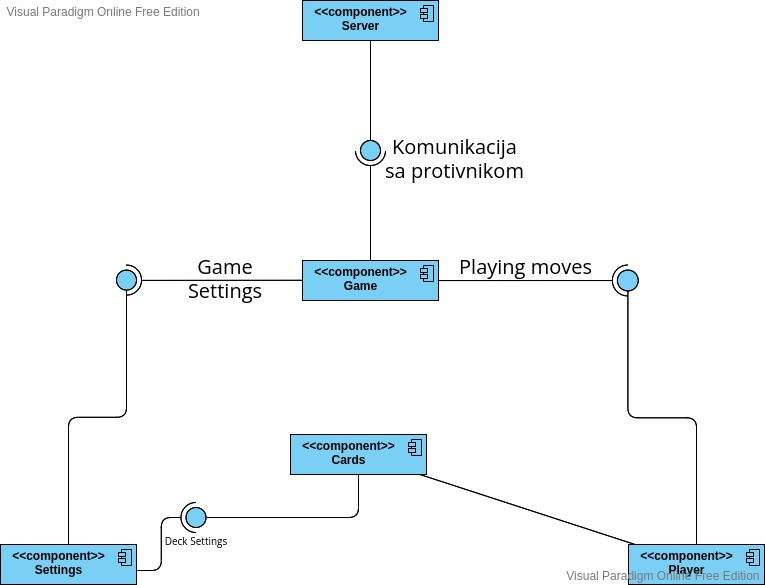 Visual Paradigm Online Free Edition
<<component>>
Server
Komunikacija
sa protivnikom
Game
Settings
<<component>>
Game
Playing moves
<<component>>
Cards
Deck Settings
<<component>>
Settings
<<component>>
Player
Visual Paradigm Online Free Edition